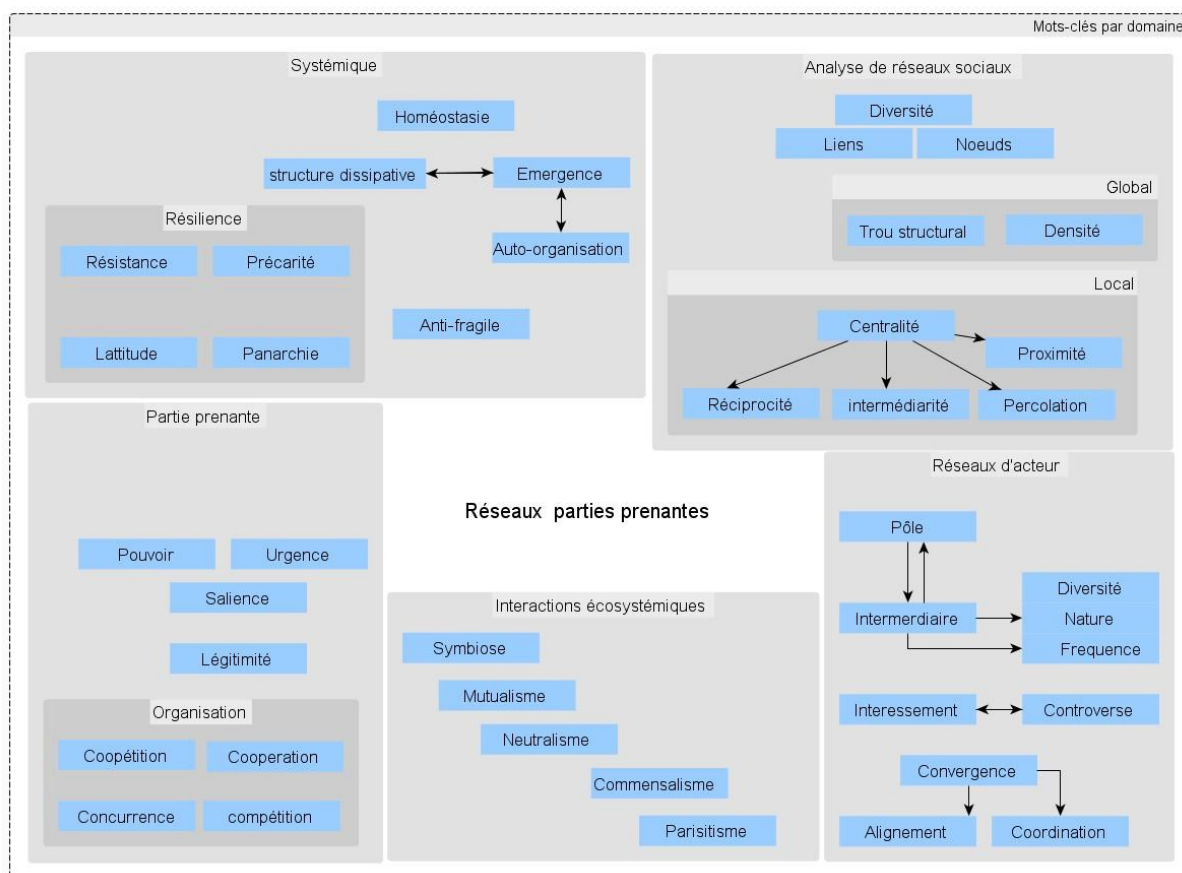 Mots-clés par domaine
Systémique
Homéostasie
structure dissipative
Emergence
Auto-organisation
Résilience
Résistance
Précarité
Lattitude
Panarchie
Anti-fragile
Analyse de réseaux sociaux
Diversité
Liens
Noeuds
Global
Trou structural
Densité
Local
Centralité
Proximité
Réciprocité
intermédiarité
Percolation
Partie prenante
Pouvoir
Urgence
Salience
Légitimité
Organisation
Coopétition
Cooperation
Concurrence
compétition
Réseaux parties prenantes
Interactions écosystémiques
Symbiose
Mutualisme
Neutralisme
Commensalisme
Parisitisme
Réseaux d'acteur
Pôle
Intermerdiaire
Diversité
Nature
Frequence
Interessement
Controverse
Convergence
Alignement
Coordination